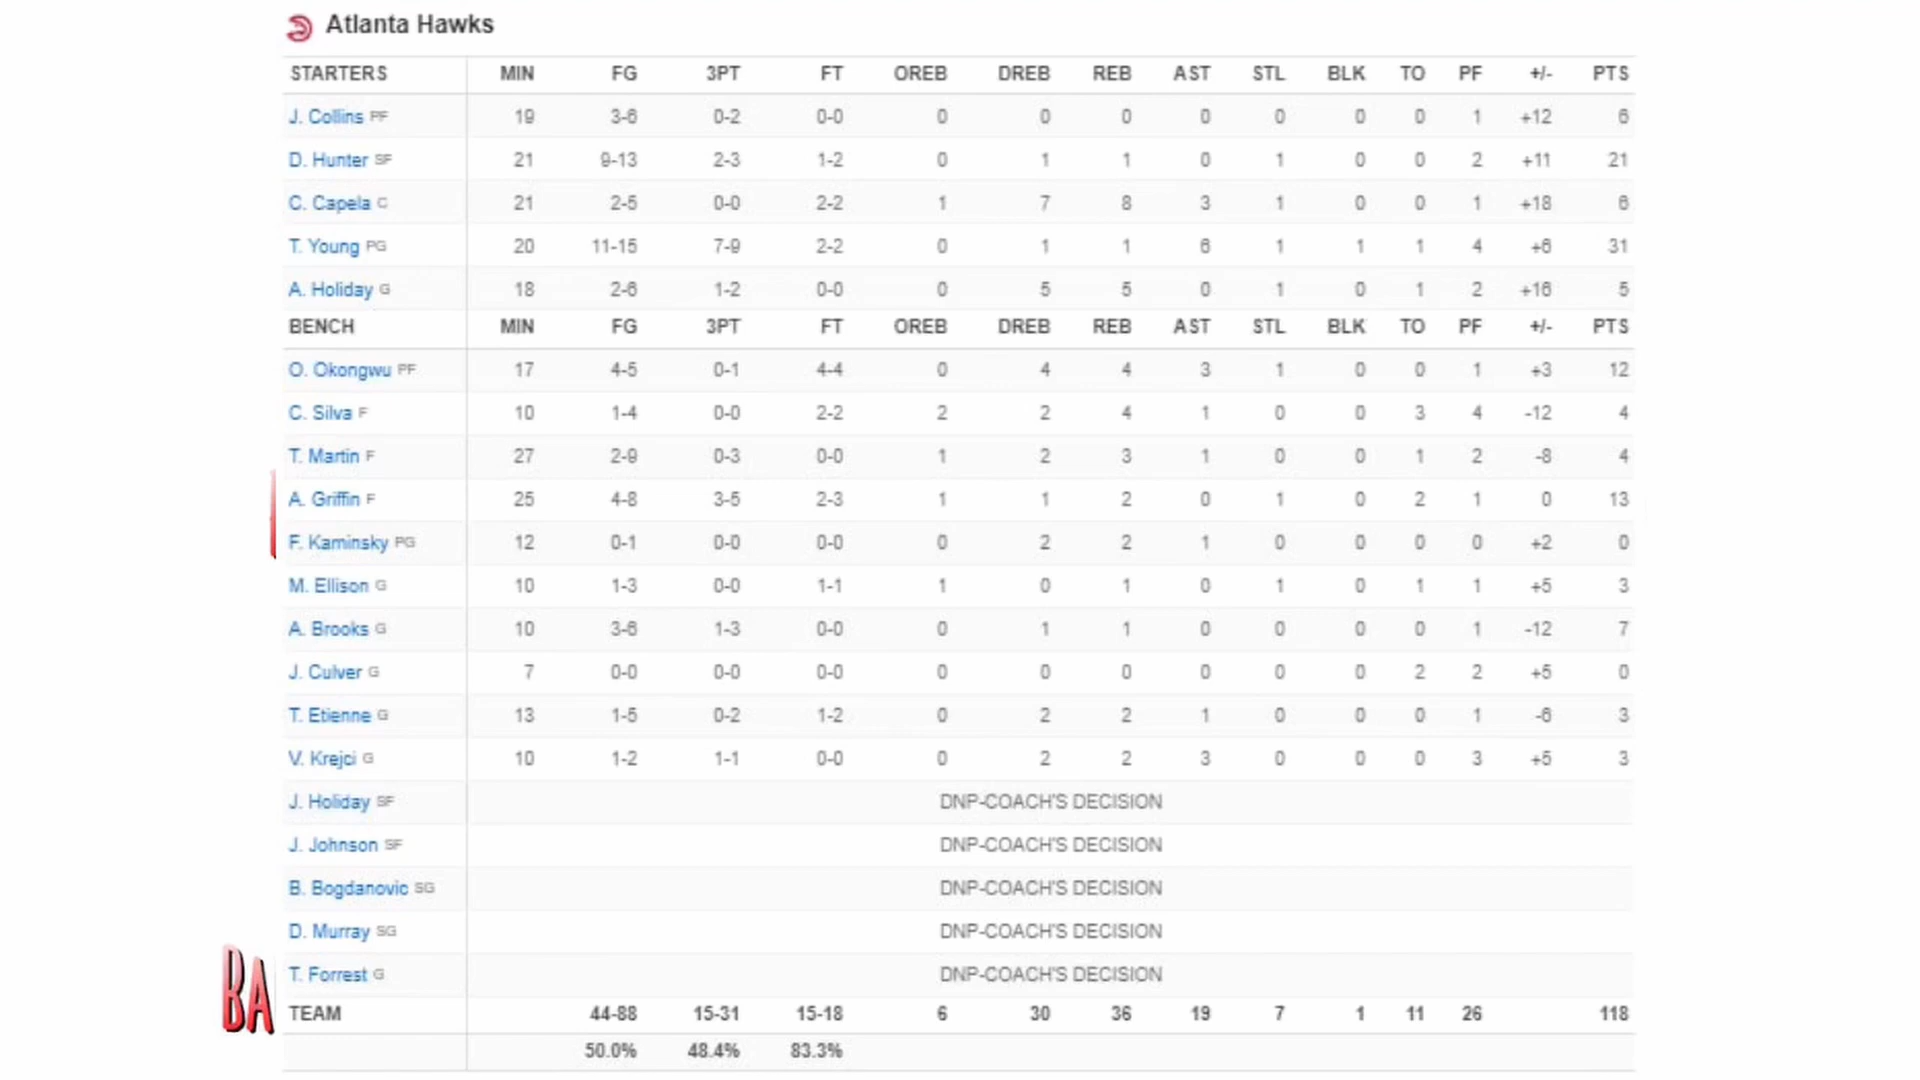 Atlanta Hawks
STARTERS MIN FG 3PT FT OREB DREB REB AST STL BLK TO PF +/- PTS
J. Collins PF 19 3-6 0-2 0-0 0 0 0 0 0 0 0 1 +12 6
D. Hunter SF 21 9-13 2-3 1-2 0 1 1 0 1 0 0 2 +11 21
C. Capela C 21 2-5 0-0 2-2 1 7 8 3 1 0 0 1 +18 6
T. Young PG 20 11-15 7-9 2-2 0 1 1 6 1 1 1 4 +6 31
A. Holiday G 18 2-6 1-2 0-0 0 5 5 0 1 0 1 2 +16 5
BENCH MIN FG 3PT FT OREB DREB REB AST STL BLK TO PF +/- PTS
O. Okongwu PF 17 4-5 0-1 4-4 0 4 4 3 1 0 0 1 +3 12
C. Silva F 10 1-4 0-0 2-2 2 2 4 1 0 0 3 4 -12 4
T. Martin F 27 2-9 0-3 0-0 1 2 3 1 0 0 1 2 -8 4
A. Griffin F 25 4-8 3-5 2-3 1 1 2 0 1 0 2 1 0 13
F. Kaminsky PG 12 0-1 0-0 0-0 0 2 2 1 0 0 0 0 +2 0
M. Ellison G 10 1-3 0-0 1-1 1 0 1 0 1 0 1 1 +5 3
A. Brooks G 10 3-6 1-3 0-0 0 1 1 0 0 0 0 1 -12 7
J. Culver G 7 0-0 0-0 0-0 0 0 0 0 0 0 2 2 +5 0
T. Etienne G 13 1-5 0-2 1-2 0 2 2 1 0 0 0 1 -6 3
V. Krejci G 10 1-2 1-1 0-0 0 2 2 3 0 0 0 3 +5 3
J. Holiday SF DNP-COACH'S DECISION
J. Johnson SF DNP-COACH'S DECISION
B. Bogdanovic SG DNP-COACH'S DECISION
D. Murray SG DNP-COACH'S DECISION
T. Forrest G DNP-COACH'S DECISION
BA
TEAM 44-88 15-31 15-18 6 30 36 19 7 1 11 26 118
50.0% 48.4% 83.3%